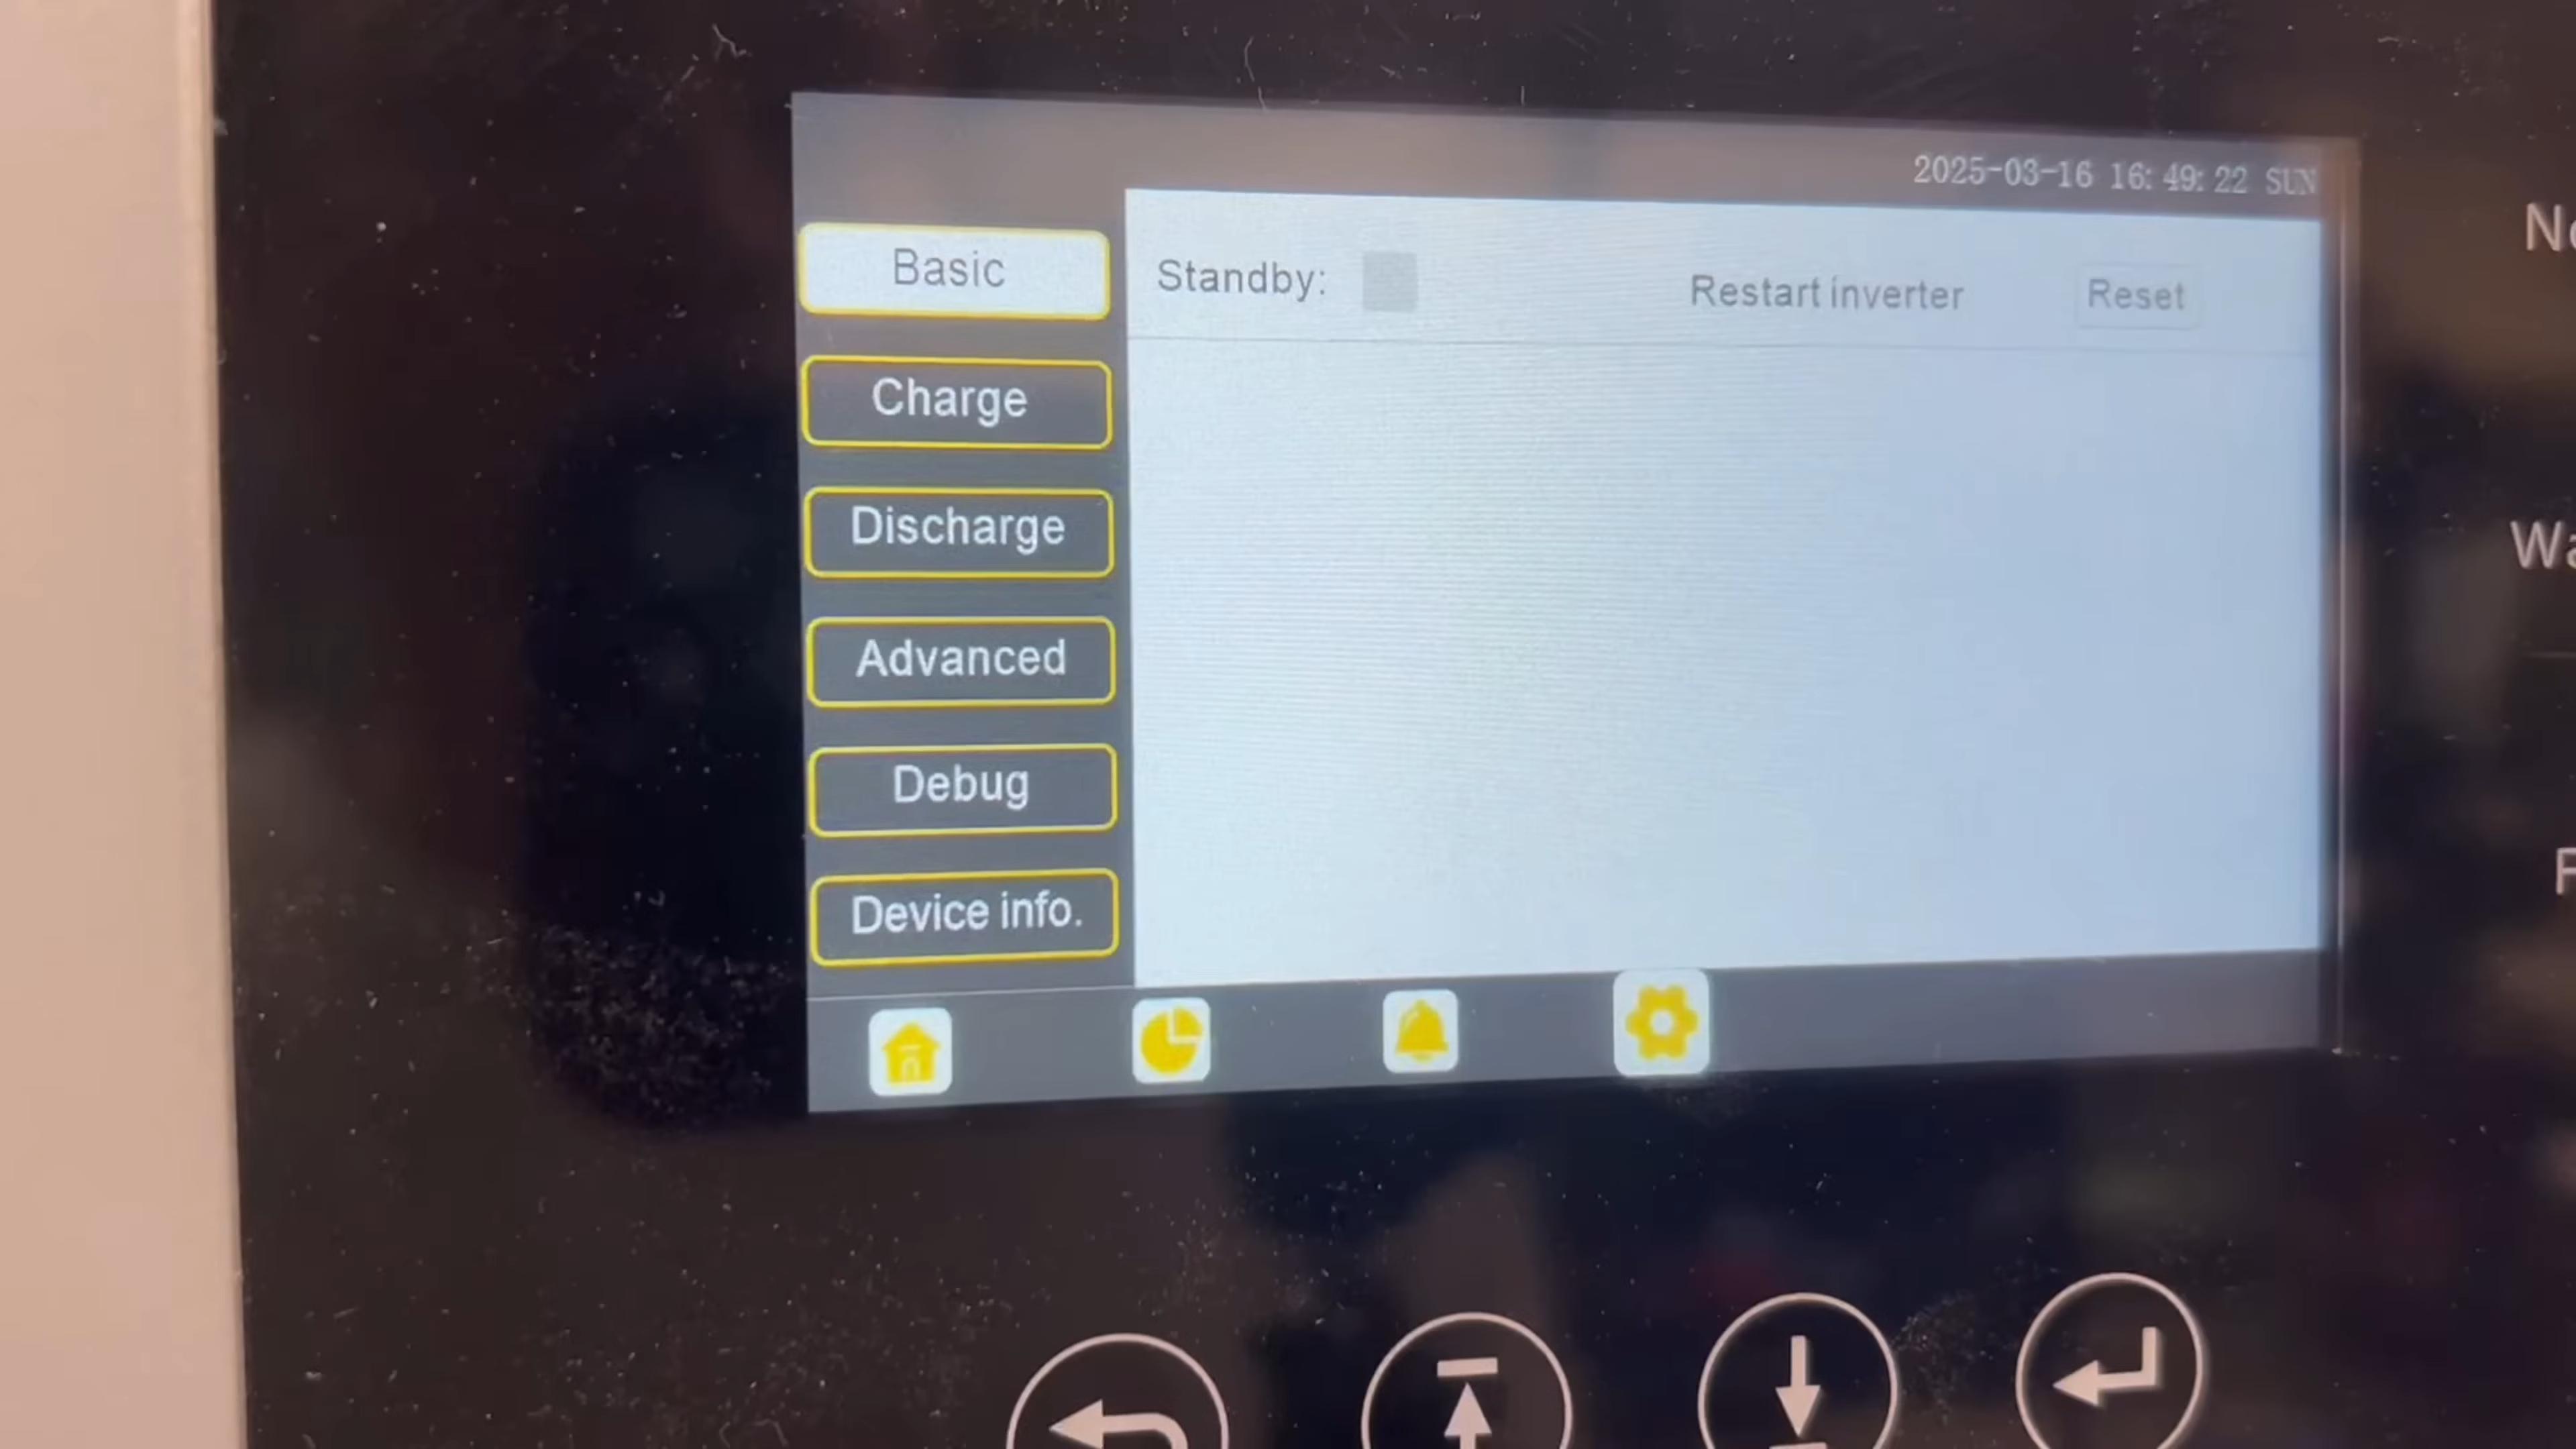 2025-03-16 16:49:22 SUN
Basic
Standby:
Restart inverter
Reset
Charge
Discharge
Advanced
Debug
Device info.